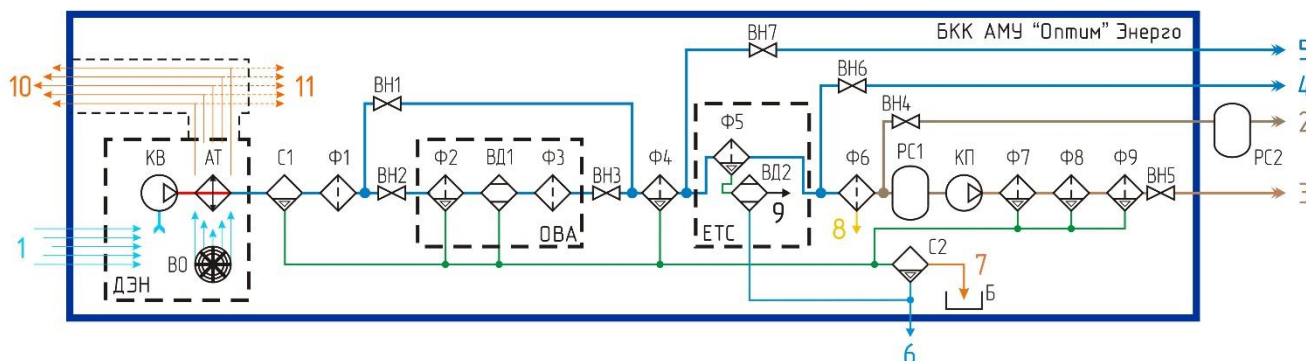 БКК АМУ "Оптим" Энерго
ВН7
5
10
11
ВН1
ВН6
4
ВН4
2
РС2
КВ
АТ
С1
Ф1
ВН2
Ф2
ВД1
Ф3
ВН3
Ф4
Ф5
ВД2
9
Ф6
РС1
КП
Ф7
Ф8
Ф9
ВН5
3
1
ВО
ДЭН
ОВА
ЕТС
8
С2
7
Б
6